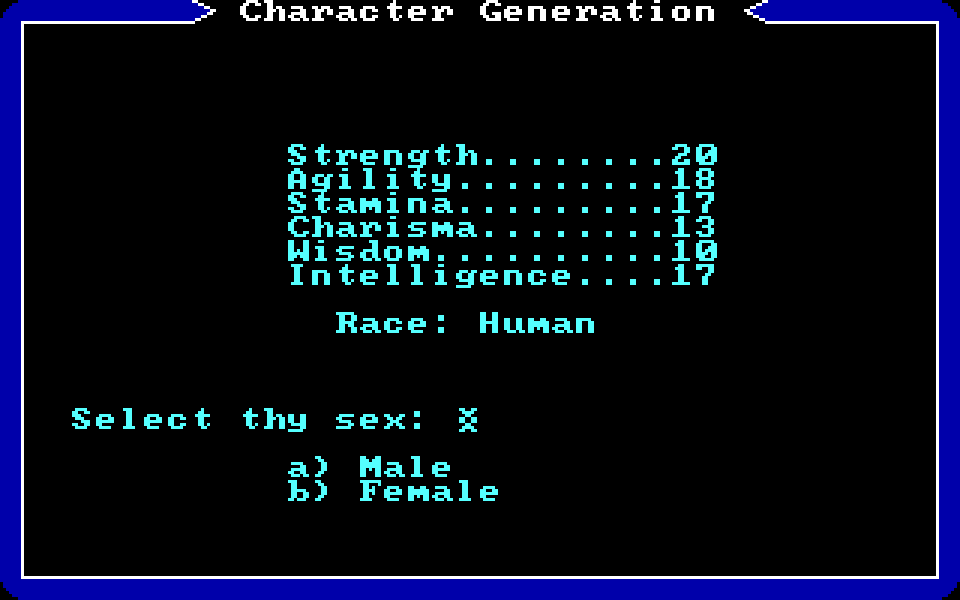 Character Generation
Strength........20
Agility.........18
Stamina.........17
Charisma........13
Wisdom..........10
Intelligence....17
Race: Human
Select thy sex:
a) Male
b) Female